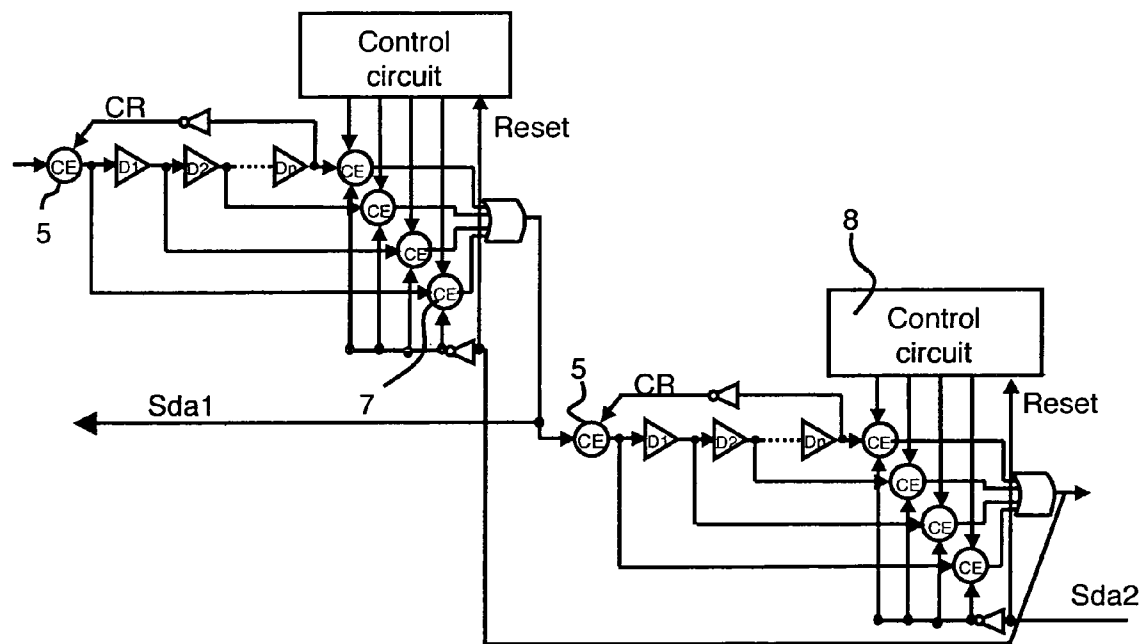 Control
circuit
CR
Reset
CE
D1
D2
Dn
CE
5
CE
8
CE
CE
Control
circuit
5
CR
7
Sda1
Reset
CE
D1
D2
Dn
CE
CE
CE
CE
Sda2